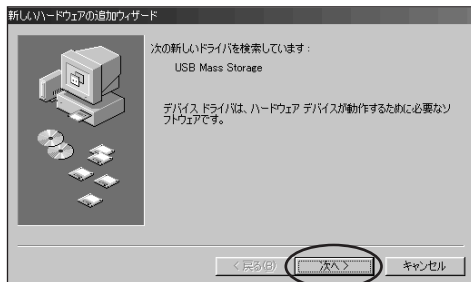 新しいハードウェアの追加ウィザード
次の新しいドライバを検索しています :
USB Mass Storage
デバイス ドライバは、ハードウェア デバイスが動作するために必要なソ
フトウェアです。
< 戻る(B)
次へ >
キャンセル